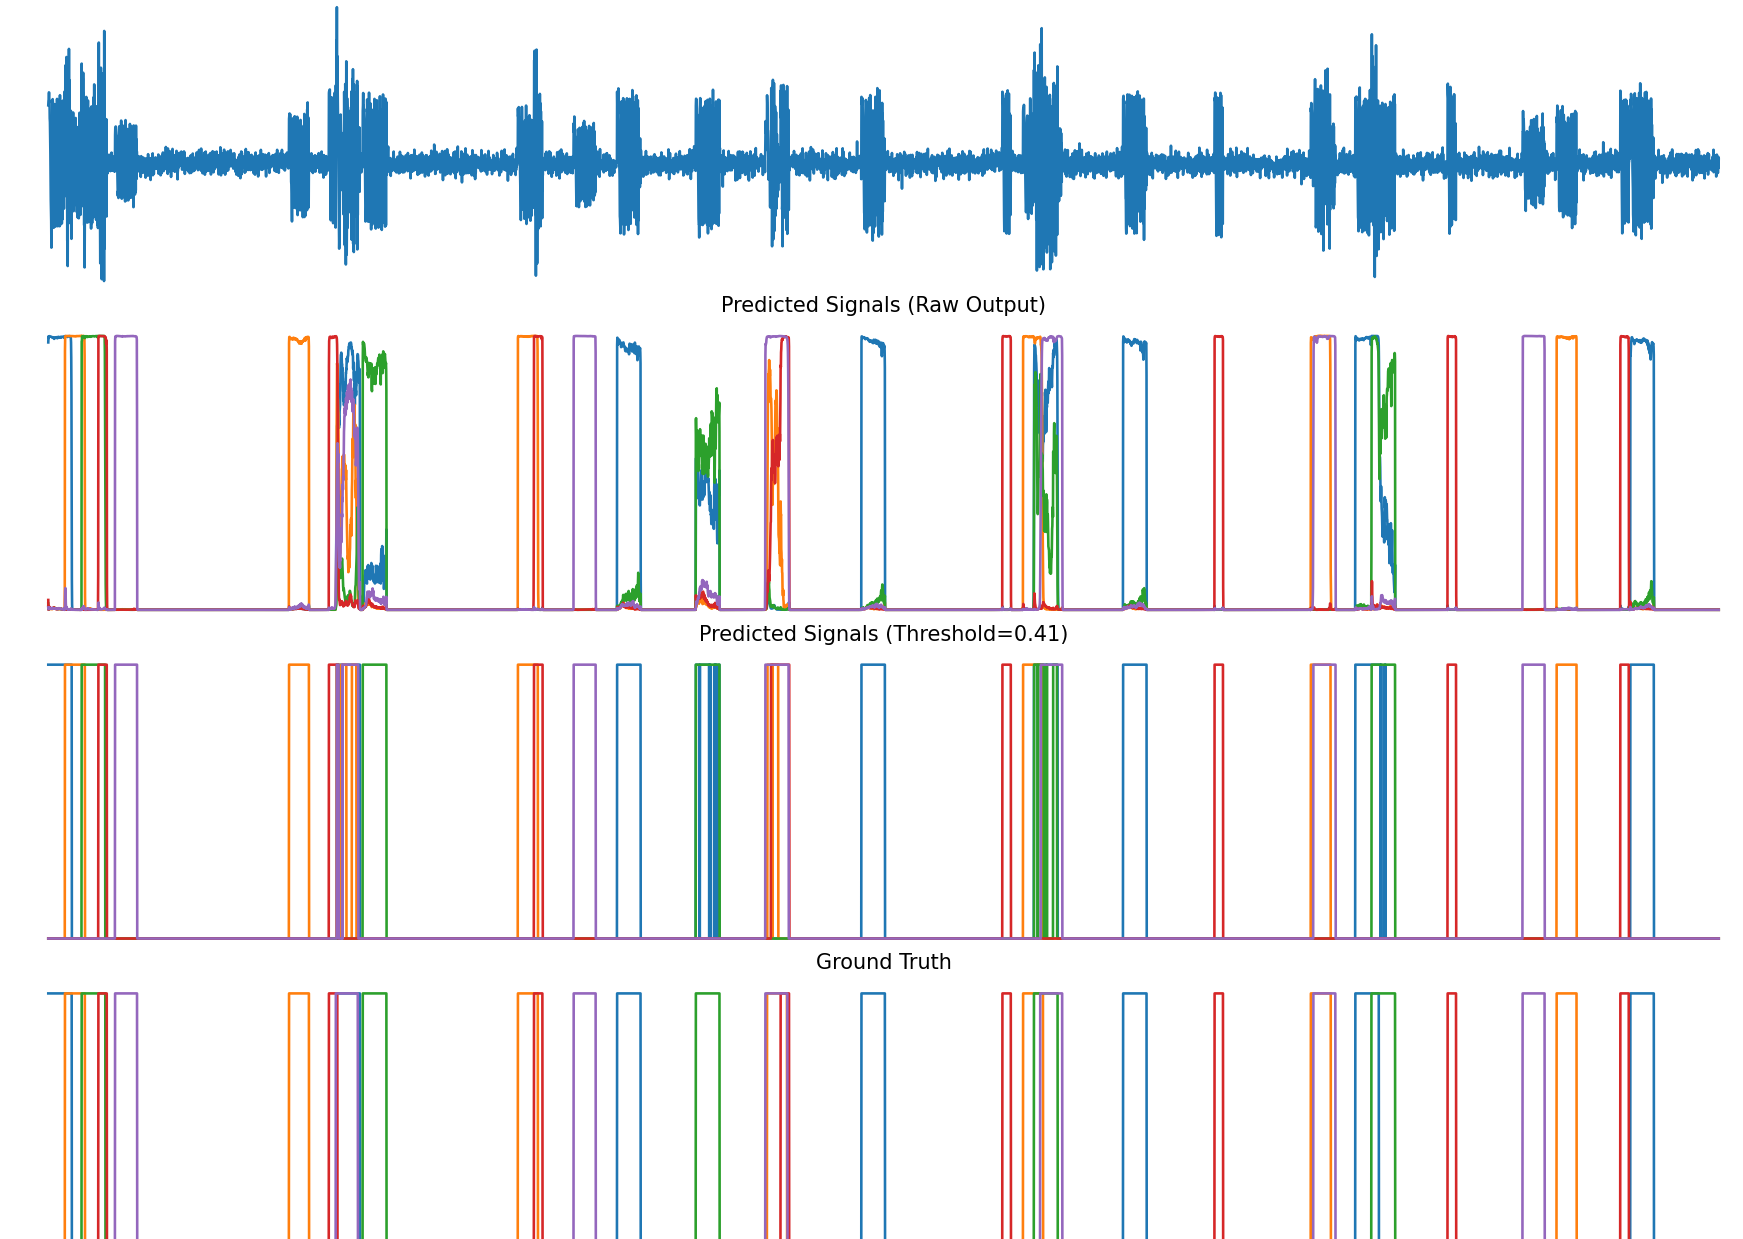 Predicted Signals (Raw Output)
Predicted Signals (Threshold=0.41)
Ground Truth